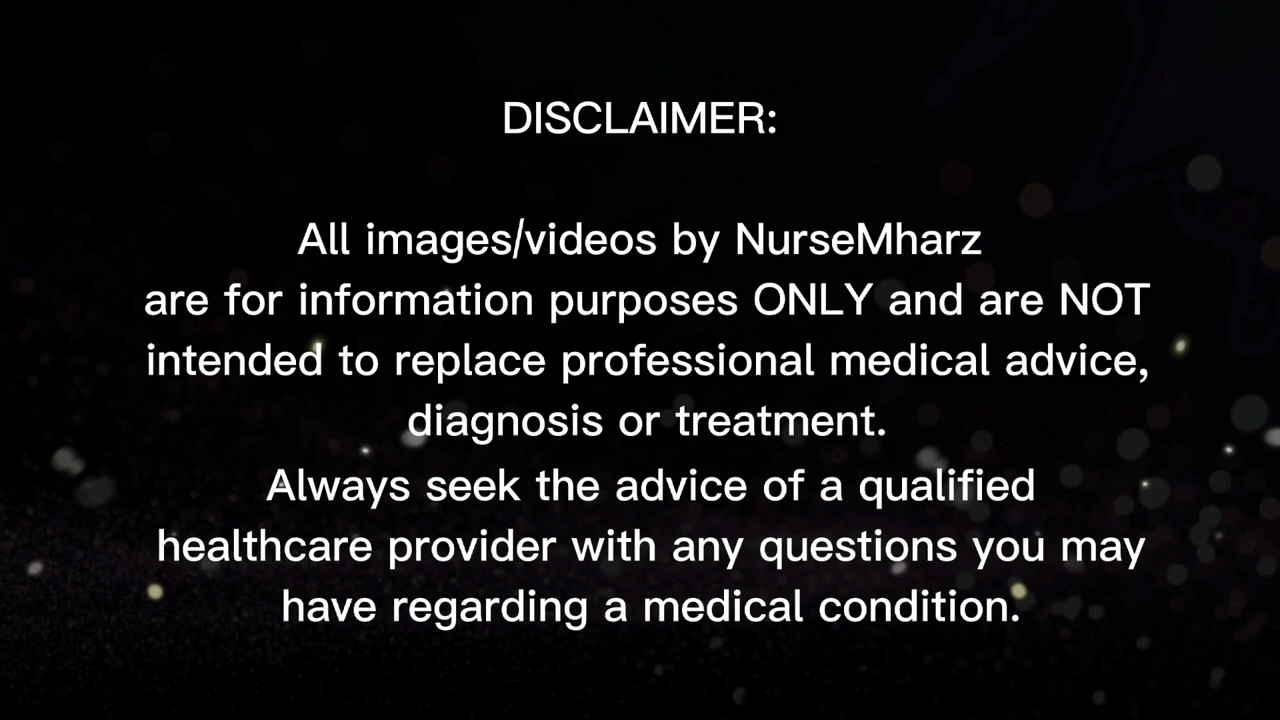 DISCLAIMER:
All images/videos by NurseMharz
are for information purposes ONLY and are NOT
intended to replace professional medical advice,
diagnosis or treatment.
Always seek the advice of a qualified
healthcare provider with any questions you may
have regarding a medical condition.